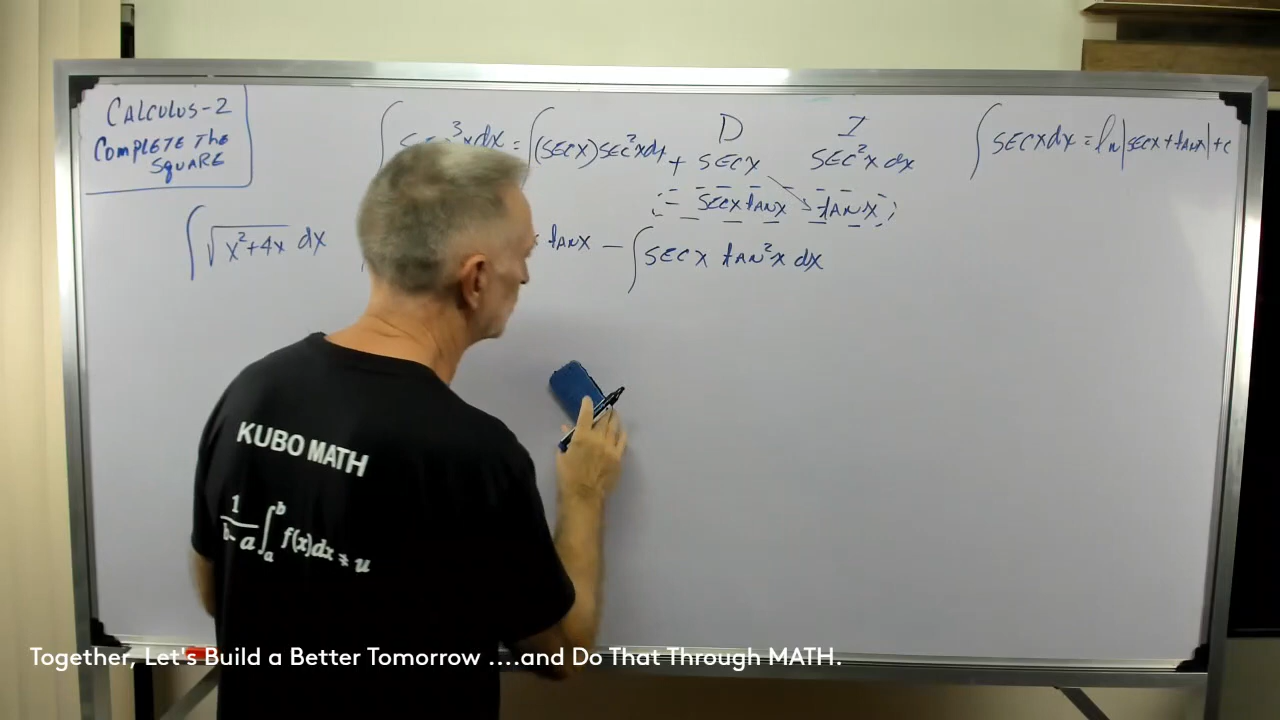 CALCULUS-2
COMPLETE THE
SQUARE
∫√(x²+4x) dx
∫ ³x dx = ∫(SECX) SEC²x dx
D I
+ SECX SEC²x dx
- SECX TANX TANX
TANX - ∫ SECX TAN²x dx
∫ SECX dx = ln|SECX + TANX| + C
KUBO MATH
∫ₐᵇ f(x)dx
Together, Let's Build a Better Tomorrow ....and Do That Through MATH.